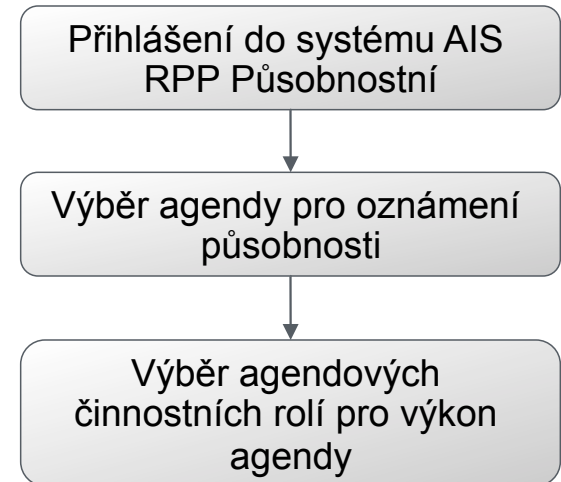 Přihlášení do systému AIS
RPP Působnostní
Výběr agendy pro oznámení
působnosti
Výběr agendových
činnostních rolí pro výkon
agendy